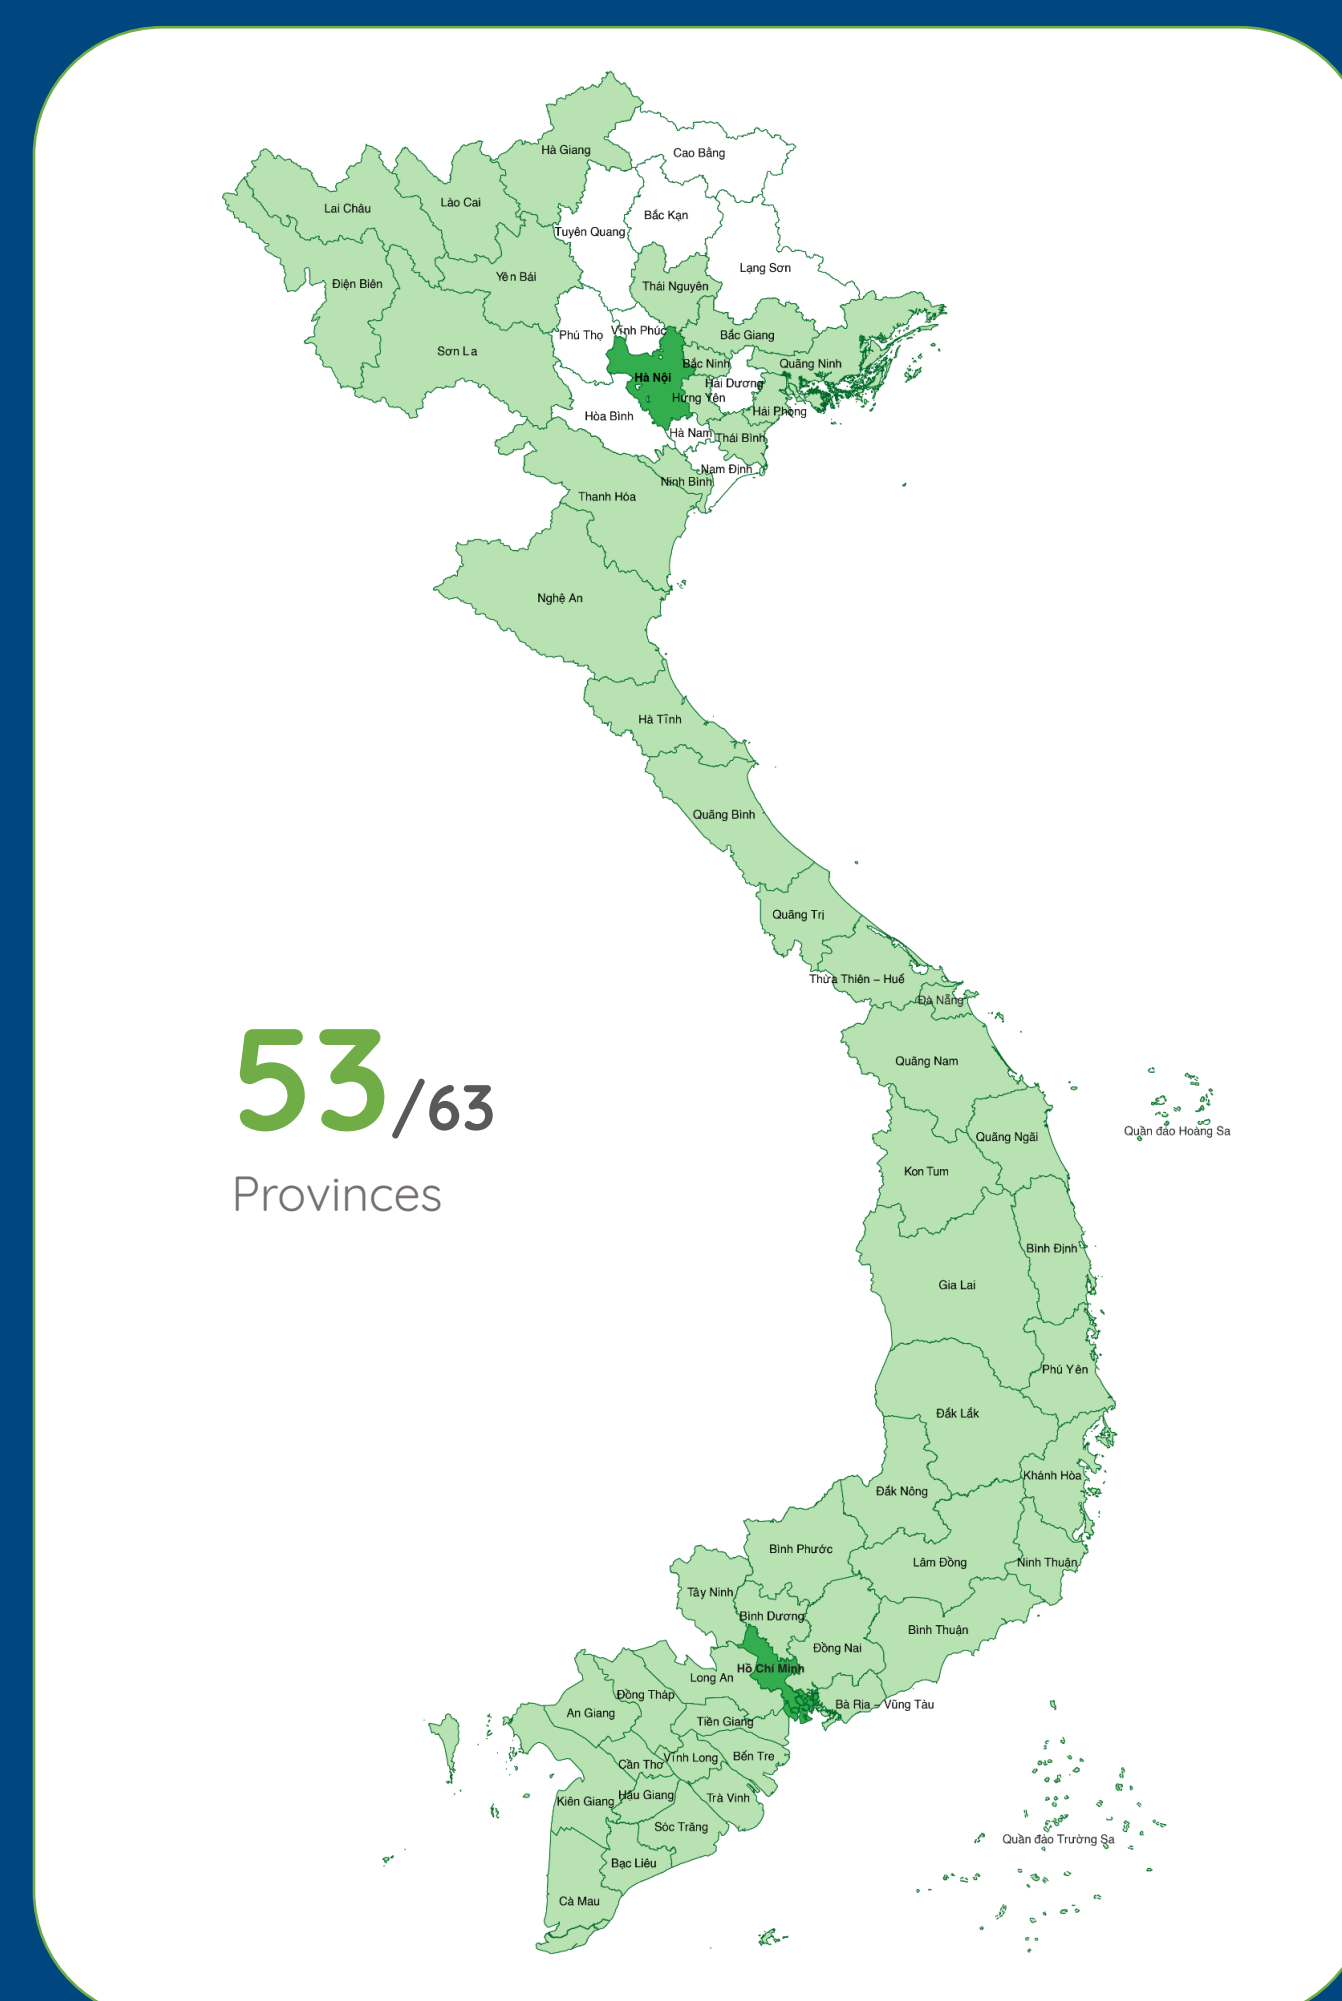 Hà Giang
Cao Bằng
Lai Châu
Lào Cai
Bắc Kạn
Tuyên Quang
Lạng Sơn
Điện Biên
Yên Bái
Thái Nguyên
Phú Thọ
Vĩnh Phúc
Bắc Giang
Sơn La
Bắc Ninh
Quãng Ninh
Hà Nội
Hải Dương
Hưng Yên
Hải Phòng
Hòa Bình
Hà Nam
Thái Bình
Nam Định
Ninh Bình
Thanh Hóa
Nghệ An
Hà Tĩnh
Quãng Bình
Quãng Trị
Thừa Thiên – Huế
Đà Nẵng
Quãng Nam
53/63
Provinces
Quần đảo Hoàng Sa
Quãng Ngãi
Kon Tum
Bình Định
Gia Lai
Phú Yên
Đắk Lắk
Khánh Hòa
Đắk Nông
Bình Phước
Lâm Đồng
Ninh Thuận
Tây Ninh
Bình Dương
Bình Thuận
Đồng Nai
Hồ Chí Minh
Long An
Đồng Tháp
Bà Rịa – Vũng Tàu
An Giang
Tiền Giang
Vĩnh Long
Bến Tre
Cần Thơ
Hậu Giang
Trà Vinh
Kiên Giang
Sóc Trăng
Quần đảo Trường Sa
Bạc Liêu
Cà Mau